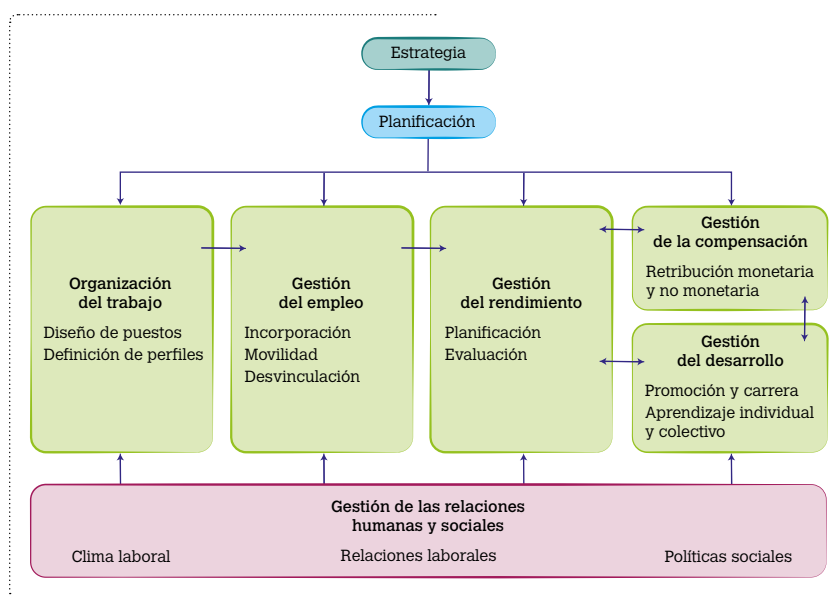 Estrategia
Planificación
Organización
del trabajo
Diseño de puestos
Definición de perfiles
Gestión
del empleo
Incorporación
Movilidad
Desvinculación
Gestión
del rendimiento
Planificación
Evaluación
Gestión
de la compensación
Retribución monetaria
y no monetaria
Gestión
del desarrollo
Promoción y carrera
Aprendizaje individual
y colectivo
Gestión de las relaciones
humanas y sociales
Clima laboral
Relaciones laborales
Políticas sociales